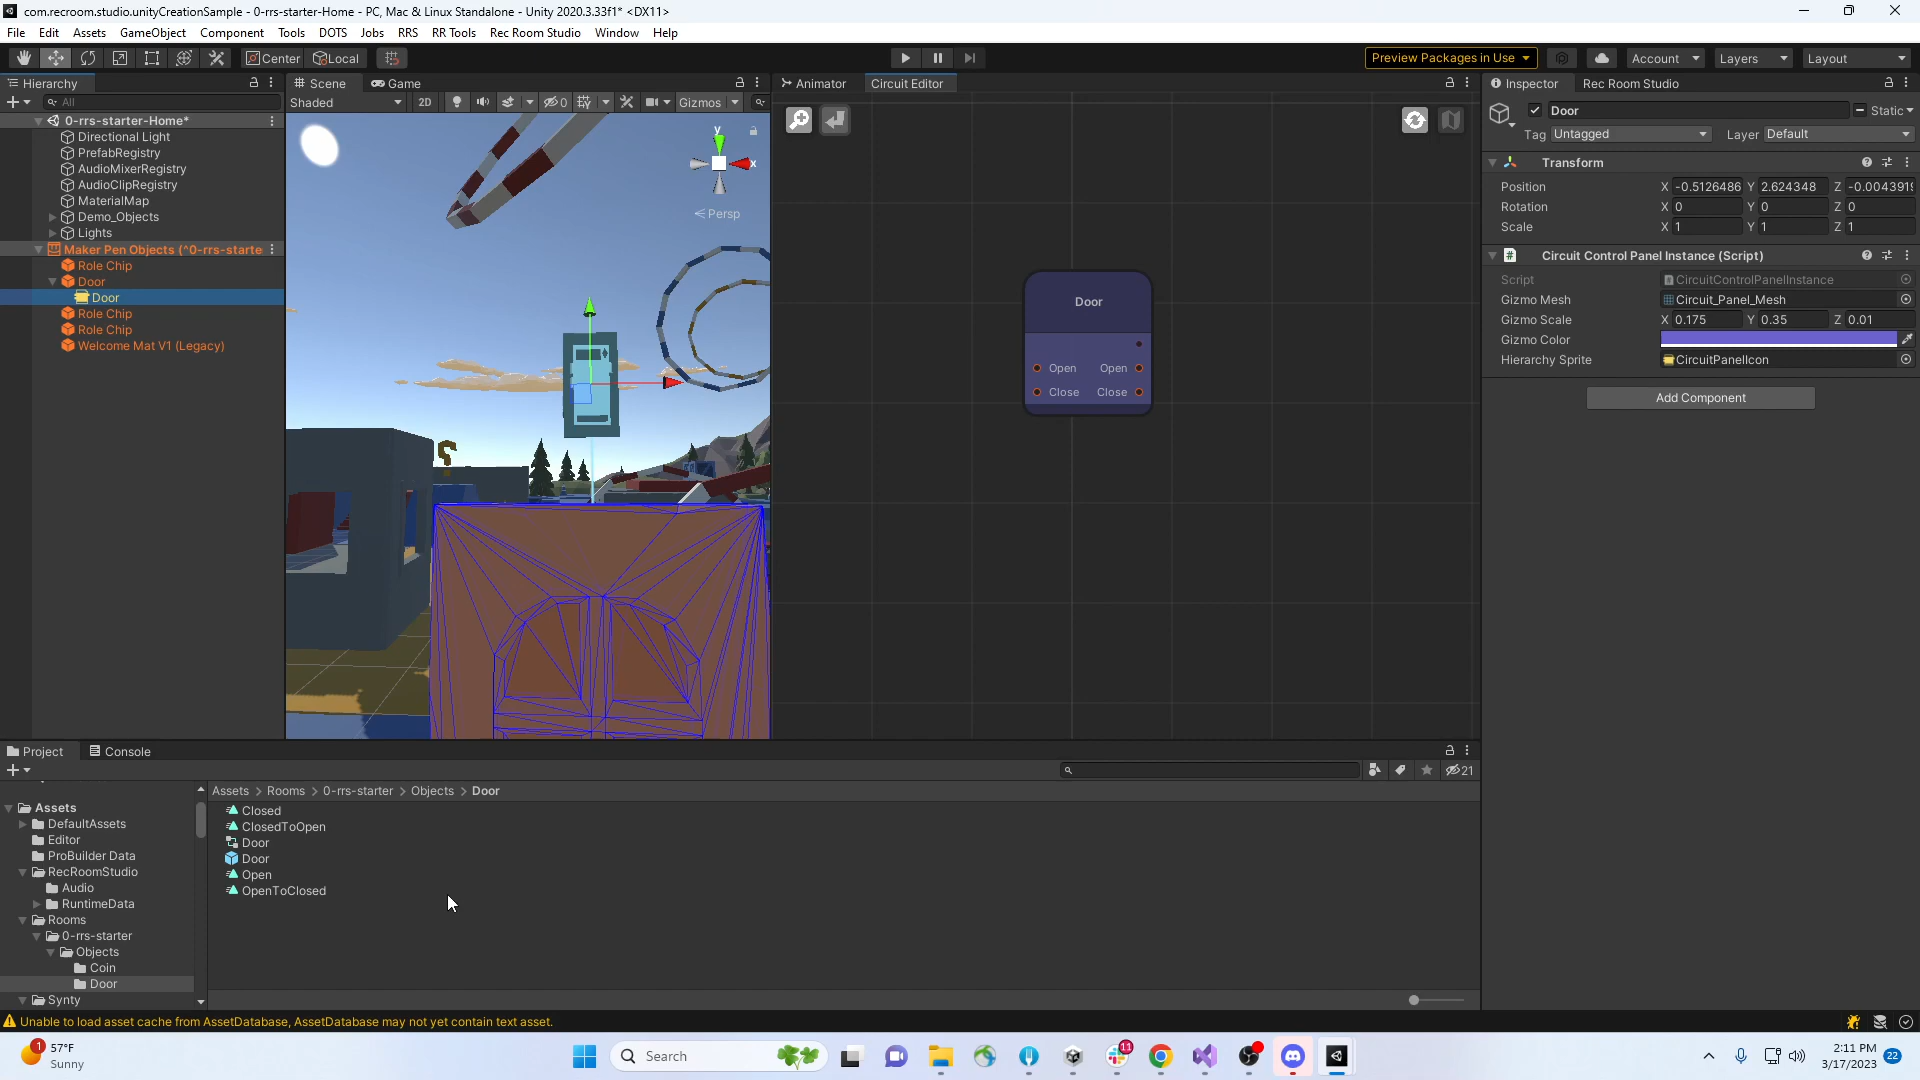 com.recroom.studio.unityCreationSample - 0-rrs-starter-Home - PC, Mac & Linux Standalone - Unity 2020.3.33f1* <DX11>
File Edit Assets GameObject Component Tools DOTS Jobs RRS RR Tools Rec Room Studio Window Help
Center Local Preview Packages in Use Account Layers Layout
Hierarchy Scene Game Animator Circuit Editor Inspector Rec Room Studio
All Shaded 2D 0 Gizmos
Door Static
0-rrs-starter-Home*
Directional Light
PrefabRegistry
AudioMixerRegistry
AudioClipRegistry
MaterialMap
Demo_Objects
Lights
Maker Pen Objects (^0-rrs-starte
Role Chip
Door
Door
Role Chip
Role Chip
Welcome Mat V1 (Legacy)
y
x
Persp
Door
Open Open
Close Close
Tag Untagged Layer Default
Transform
Position X -0.5126486 Y 2.624348 Z -0.0043919
Rotation X 0 Y 0 Z 0
Scale X 1 Y 1 Z 1
# Circuit Control Panel Instance (Script)
Script CircuitControlPanelInstance
Gizmo Mesh Circuit_Panel_Mesh
Gizmo Scale X 0.175 Y 0.35 Z 0.01
Gizmo Color
Hierarchy Sprite CircuitPanelIcon
Add Component
Project Console
21
Assets
DefaultAssets
Editor
ProBuilder Data
RecRoomStudio
Audio
RuntimeData
Rooms
0-rrs-starter
Objects
Coin
Door
Synty
Assets > Rooms > 0-rrs-starter > Objects > Door
Closed
ClosedToOpen
Door
Door
Open
OpenToClosed
Unable to load asset cache from AssetDatabase, AssetDatabase may not yet contain text asset.
1
57°F
Sunny
Search
11
2:11 PM
3/17/2023
22